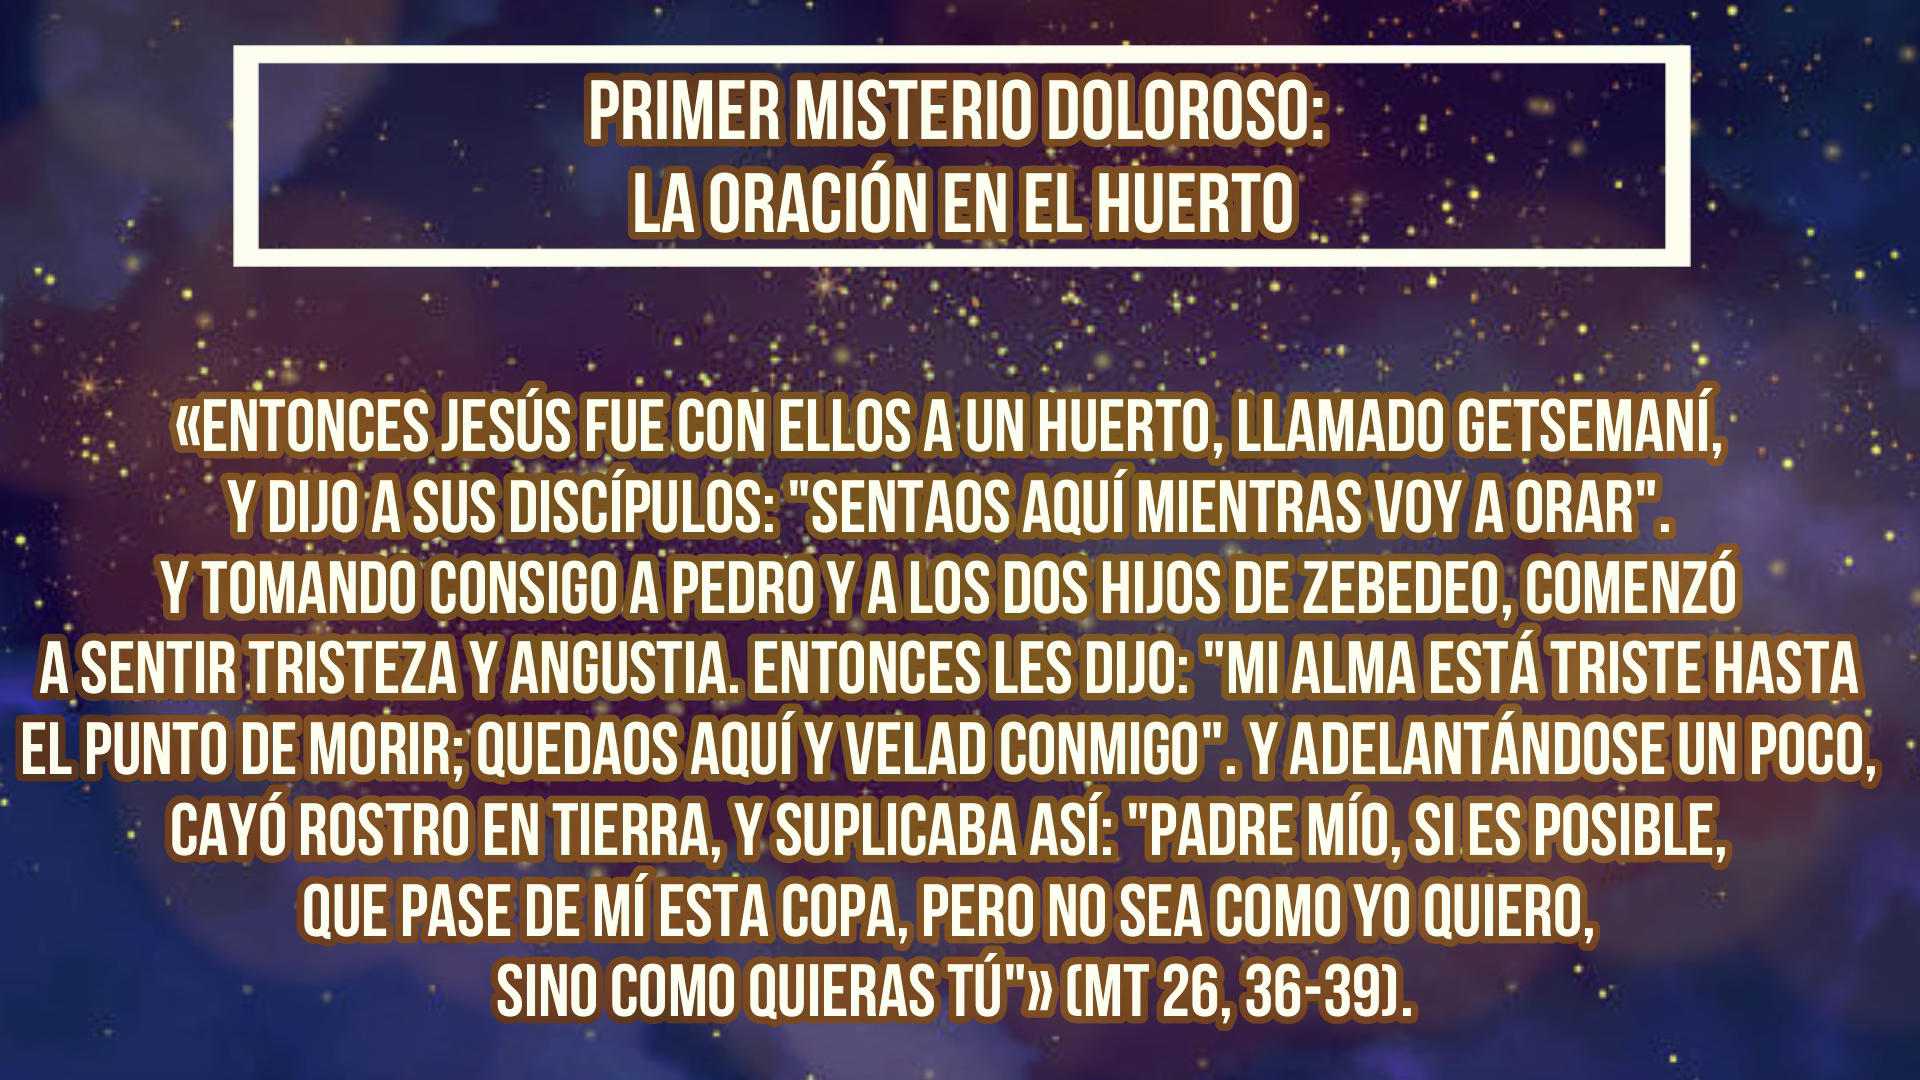 PRIMER MISTERIO DOLOROSO:
LA ORACIÓN EN EL HUERTO
«ENTONCES JESÚS FUE CON ELLOS A UN HUERTO, LLAMADO GETSEMANÍ,
Y DIJO A SUS DISCÍPULOS: "SENTAOS AQUÍ MIENTRAS VOY A ORAR".
Y TOMANDO CONSIGO A PEDRO Y A LOS DOS HIJOS DE ZEBEDEO, COMENZÓ
A SENTIR TRISTEZA Y ANGUSTIA. ENTONCES LES DIJO: "MI ALMA ESTÁ TRISTE HASTA
EL PUNTO DE MORIR; QUEDAOS AQUÍ Y VELAD CONMIGO". Y ADELANTÁNDOSE UN POCO,
CAYÓ ROSTRO EN TIERRA, Y SUPLICABA ASÍ: "PADRE MÍO, SI ES POSIBLE,
QUE PASE DE MÍ ESTA COPA, PERO NO SEA COMO YO QUIERO,
SINO COMO QUIERAS TÚ"» (MT 26, 36-39).